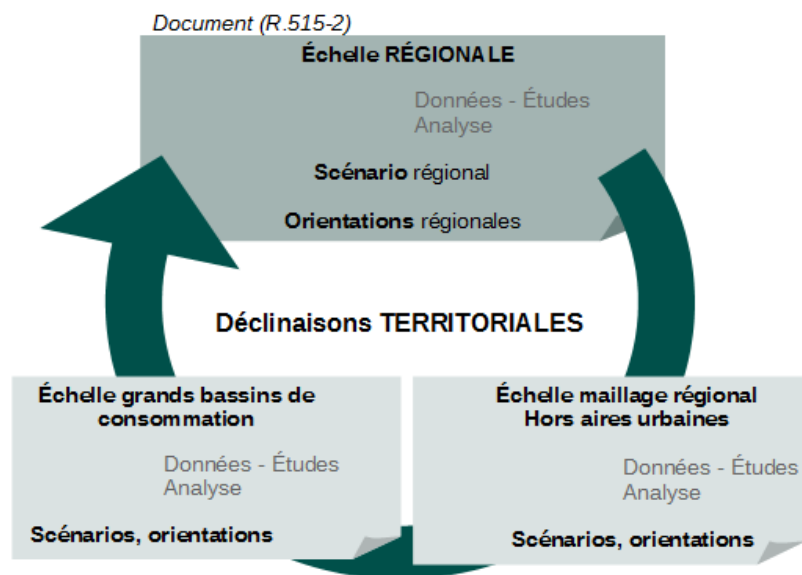 Document (R.515-2)
Échelle RÉGIONALE
Données - Études
Analyse
Scénario régional
Orientations régionales
Déclinaisons TERRITORIALES
Échelle grands bassins de
consommation
Données - Études
Analyse
Scénarios, orientations
Échelle maillage régional
Hors aires urbaines
Données - Études
Analyse
Scénarios, orientations